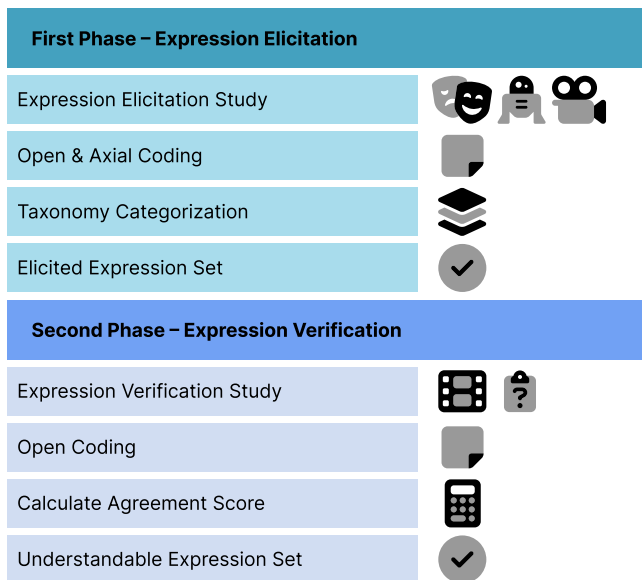 First Phase – Expression Elicitation
Expression Elicitation Study
Open & Axial Coding
Taxonomy Categorization
Elicited Expression Set
Second Phase – Expression Verification
Expression Verification Study
Open Coding
Calculate Agreement Score
Understandable Expression Set